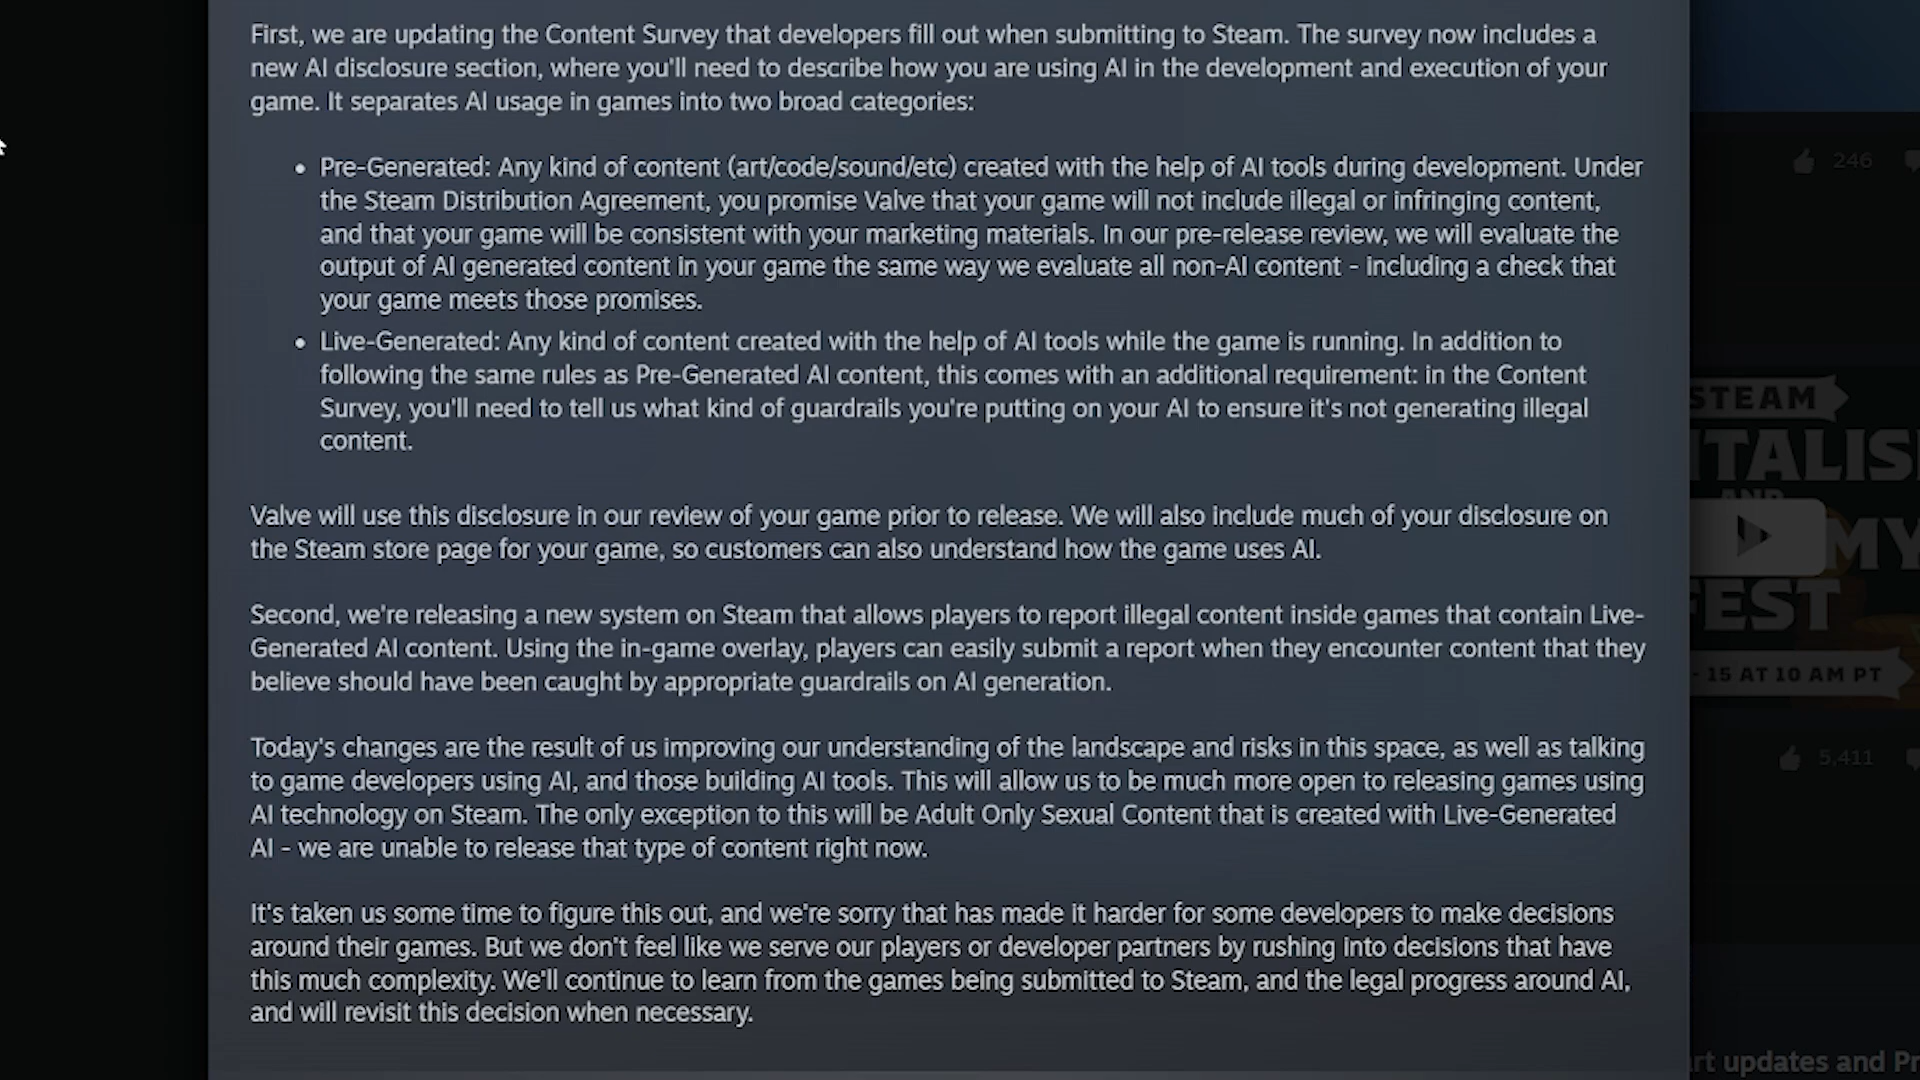 First, we are updating the Content Survey that developers fill out when submitting to Steam. The survey now includes a
new AI disclosure section, where you'll need to describe how you are using AI in the development and execution of your
game. It separates AI usage in games into two broad categories:
• Pre-Generated: Any kind of content (art/code/sound/etc) created with the help of AI tools during development. Under
the Steam Distribution Agreement, you promise Valve that your game will not include illegal or infringing content,
and that your game will be consistent with your marketing materials. In our pre-release review, we will evaluate the
output of AI generated content in your game the same way we evaluate all non-AI content - including a check that
your game meets those promises.
• Live-Generated: Any kind of content created with the help of AI tools while the game is running. In addition to
following the same rules as Pre-Generated AI content, this comes with an additional requirement: in the Content
Survey, you'll need to tell us what kind of guardrails you're putting on your AI to ensure it's not generating illegal
content.
Valve will use this disclosure in our review of your game prior to release. We will also include much of your disclosure on
the Steam store page for your game, so customers can also understand how the game uses AI.
Second, we're releasing a new system on Steam that allows players to report illegal content inside games that contain Live-
Generated AI content. Using the in-game overlay, players can easily submit a report when they encounter content that they
believe should have been caught by appropriate guardrails on AI generation.
Today's changes are the result of us improving our understanding of the landscape and risks in this space, as well as talking
to game developers using AI, and those building AI tools. This will allow us to be much more open to releasing games using
AI technology on Steam. The only exception to this will be Adult Only Sexual Content that is created with Live-Generated
AI - we are unable to release that type of content right now.
It's taken us some time to figure this out, and we're sorry that has made it harder for some developers to make decisions
around their games. But we don't feel like we serve our players or developer partners by rushing into decisions that have
this much complexity. We'll continue to learn from the games being submitted to Steam, and the legal progress around AI,
and will revisit this decision when necessary.
246
STEAM
ITALIS
AND
MY
FEST
- 15 AT 10 AM PT
5,411
rt updates and Pr